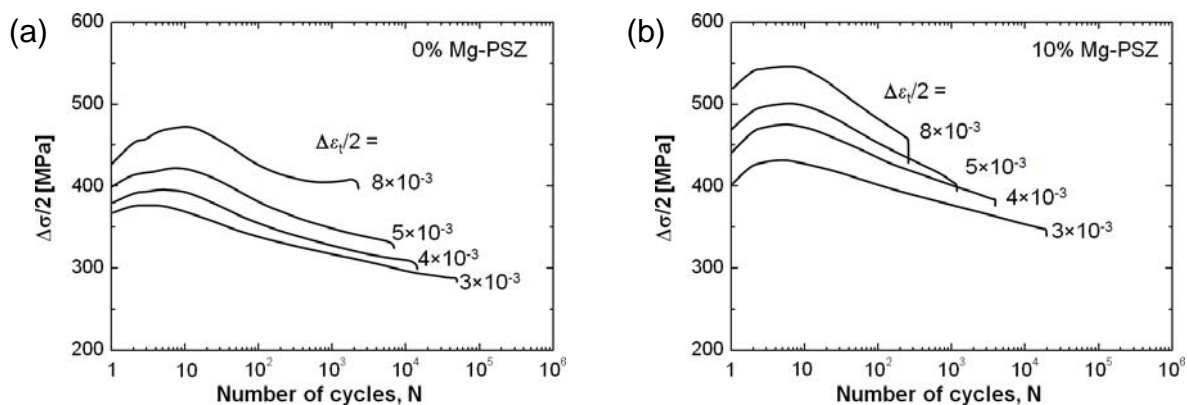 (a)
600
500
400
300
200
Δσ/2 [MPa]
0% Mg-PSZ
Δεt/2 =
8×10-3
5×10-3
4×10-3
3×10-3
1 10 102 103 104 105 106
Number of cycles, N
(b)
600
500
400
300
200
Δσ/2 [MPa]
10% Mg-PSZ
Δεt/2 =
8×10-3
5×10-3
4×10-3
3×10-3
1 10 102 103 104 105 106
Number of cycles, N